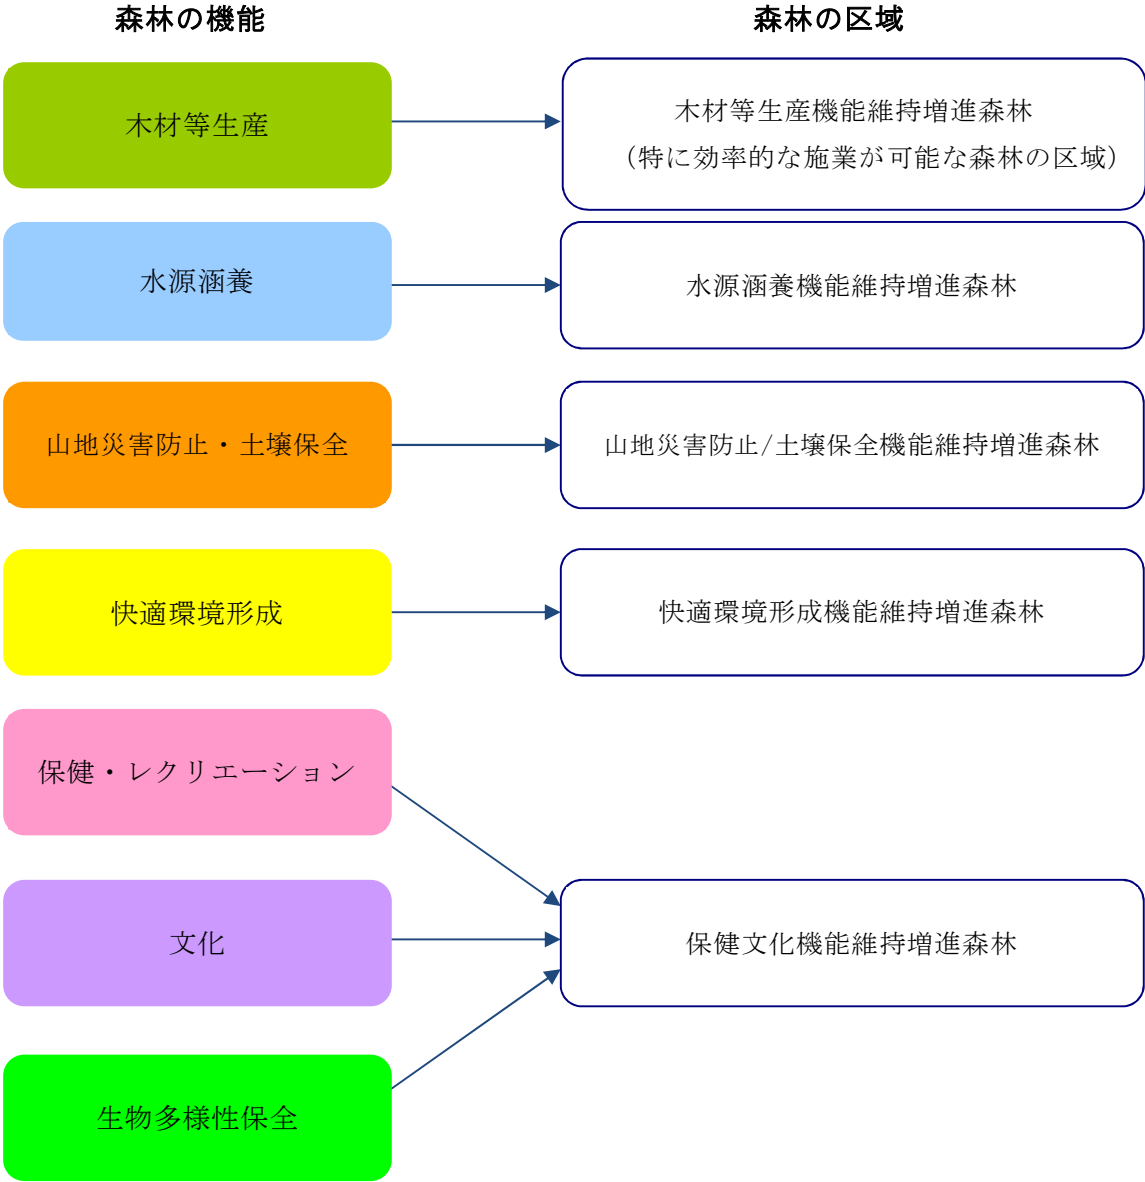 森林の機能
森林の区域
木材等生産
木材等生産機能維持増進森林
（特に効率的な施業が可能な森林の区域）
水源涵養
水源涵養機能維持増進森林
山地災害防止・土壌保全
山地災害防止/土壌保全機能維持増進森林
快適環境形成
快適環境形成機能維持増進森林
保健・レクリエーション
文化
保健文化機能維持増進森林
生物多様性保全